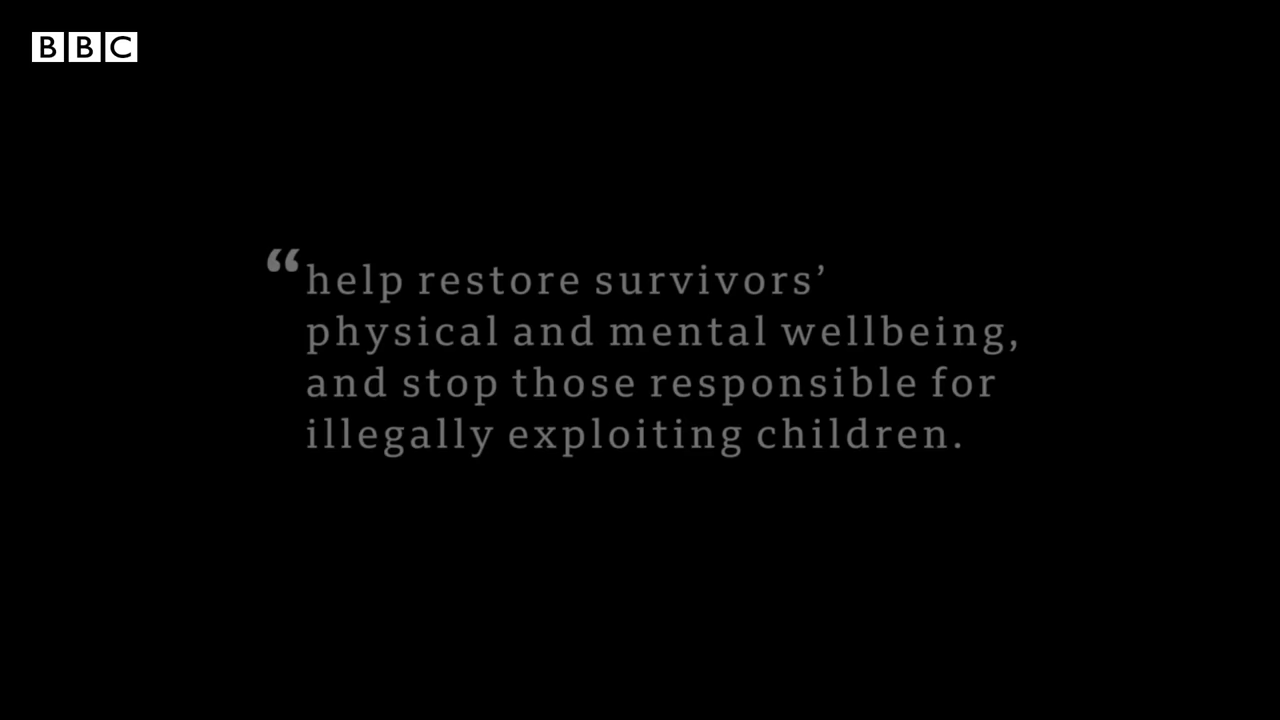 BBC
“help restore survivors’
physical and mental wellbeing,
and stop those responsible for
illegally exploiting children.